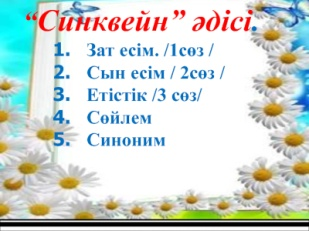 “Синквейн” әдісі.
1. Зат есім. /1сөз /
2. Сын есім / 2сөз /
3. Етістік /3 сөз/
4. Сөйлем
5. Синоним